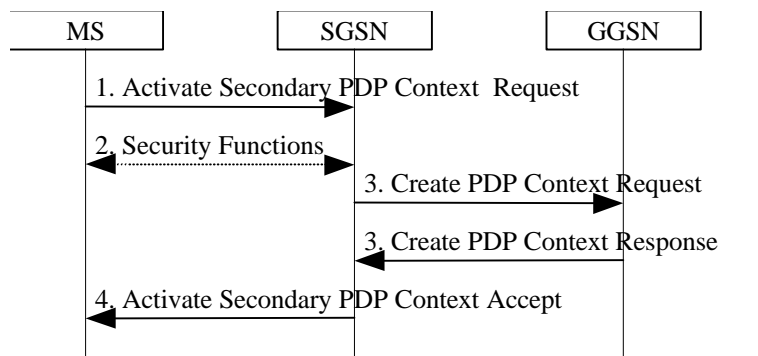 MS SGSN GGSN
1. Activate Secondary PDP Context Request
2. Security Functions
3. Create PDP Context Request
3. Create PDP Context Response
4. Activate Secondary PDP Context Accept